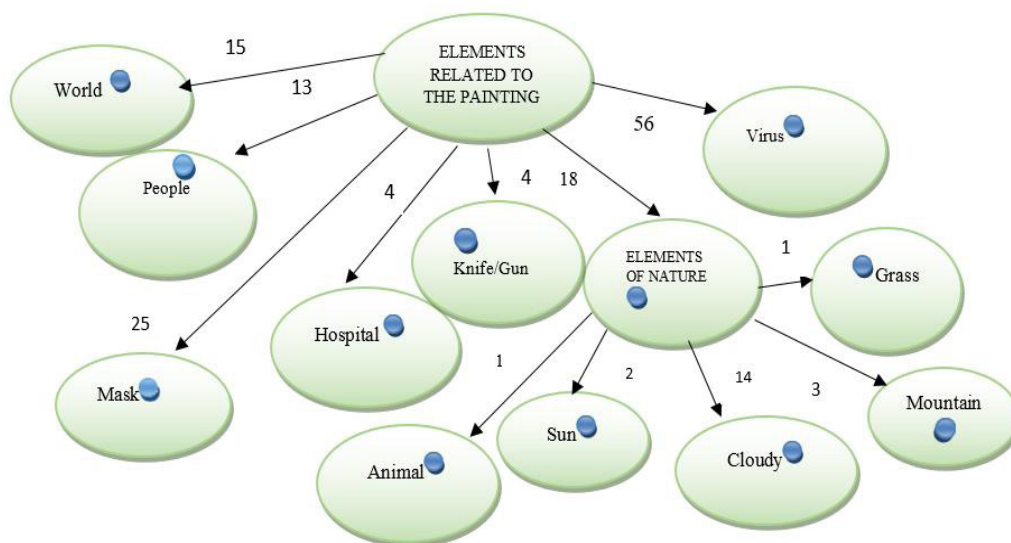 15
ELEMENTS
RELATED TO
THE PAINTING
World
13
56
Virus
People
4
4
18
Knife/Gun
ELEMENTS
OF NATURE
1
Grass
25
Hospital
1
2
14
3
Mask
Mountain
Animal
Sun
Cloudy